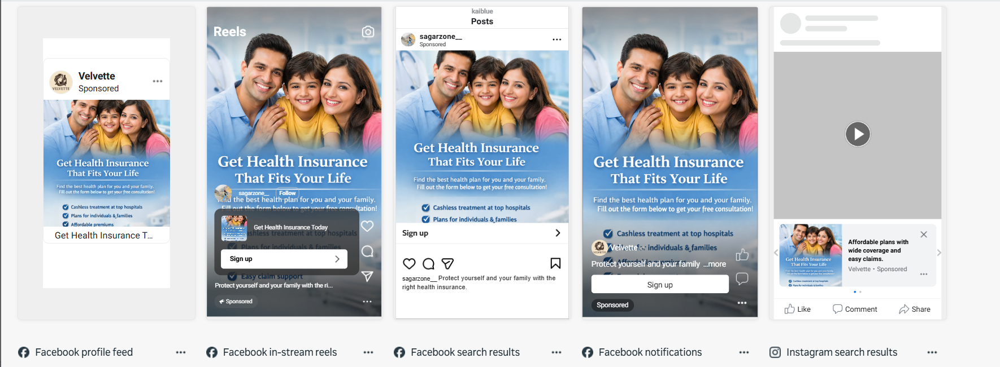 Velvette
Sponsored
VELVETTE
Get Health Insurance
That Fits Your Life
Find the best health plan for you and your family.
Fill out the form below to get your free consultation!
Cashless treatment at top hospitals
Plans for individuals & families
Affordable premiums
Get Health Insurance T...
Reels
Get Health Insurance
That Fits Your Life
sagarzone__
Follow
the best health plan for you and your family.
Fill out the form below to get your free consultation!
Get Health Insurance Today
Cashless treatment at top hospitals
Plans for individuals & families
Sign up
Easy claim support
Protect yourself and your family with the ri...
Sponsored
kaiblue
Posts
sagarzone__
Sponsored
Get Health Insurance
That Fits Your Life
Find the best health plan for you and your family.
Fill out the form below to get your free consultation!
Cashless treatment at top hospitals
Plans for individuals & families
Sign up
sagarzone__ Protect yourself and your family with the
right health insurance.
Get Health Insurance
That Fits Your Life
Find the best health plan for you and your family.
Fill out the form below to get your free consultation!
Cashless treatment at top hospitals
Velvette
individuals & families
Protect yourself and your family ...more
Sign up
Sponsored
Get Health Insurance
That Fits Your Life
Cashless treatment at top hospitals
Affordable plans with
wide coverage and
easy claims.
Velvette • Sponsored
Like
Comment
Share
Facebook profile feed
Facebook in-stream reels
Facebook search results
Facebook notifications
Instagram search results